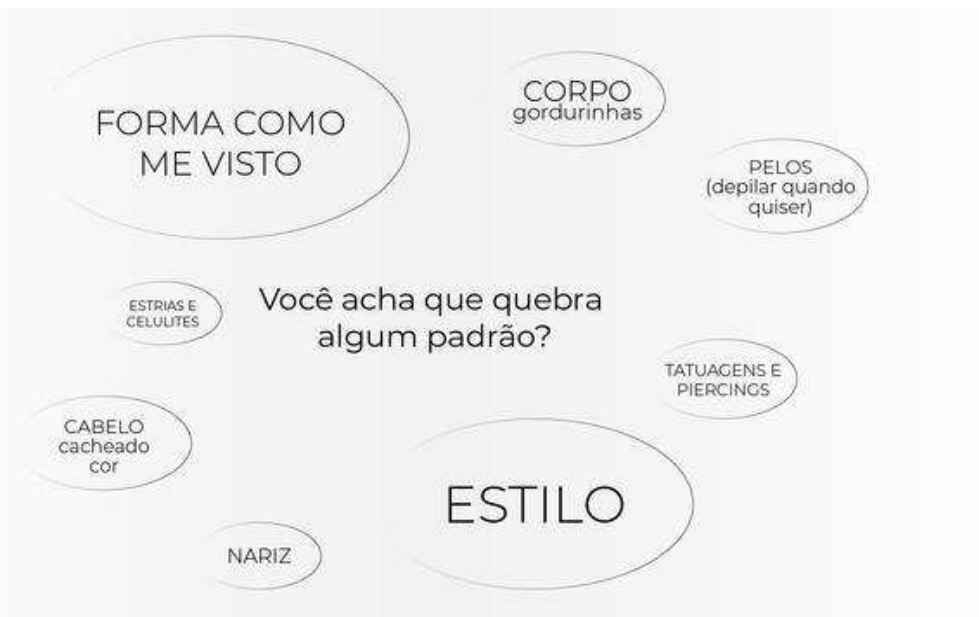 FORMA COMO
ME VISTO
CORPO
gordurinhas
PELOS
(depilar quando
quiser)
ESTRIAS E
CELULITES
Você acha que quebra
algum padrão?
TATUAGENS E
PIERCINGS
CABELO
cacheado
cor
ESTILO
NARIZ